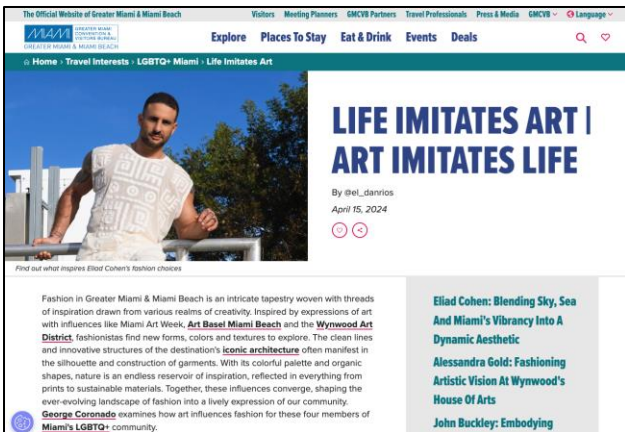 The Official Website of Greater Miami & Miami Beach
Visitors Meeting Planners GMCVB Partners Travel Professionals Press & Media GMCVB Language
MIAMI GREATER MIAMI CONVENTION & VISITORS BUREAU
GREATER MIAMI & MIAMI BEACH
Explore Places To Stay Eat & Drink Events Deals
Home › Travel Interests › LGBTQ+ Miami › Life Imitates Art
LIFE IMITATES ART |
ART IMITATES LIFE
By @el_danrios
April 15, 2024
Find out what inspires Eliad Cohen's fashion choices
Fashion in Greater Miami & Miami Beach is an intricate tapestry woven with threads
of inspiration drawn from various realms of creativity. Inspired by expressions of art
with influences like Miami Art Week, Art Basel Miami Beach and the Wynwood Art
District, fashionistas find new forms, colors and textures to explore. The clean lines
and innovative structures of the destination's iconic architecture often manifest in
the silhouette and construction of garments. With its colorful palette and organic
shapes, nature is an endless reservoir of inspiration, reflected in everything from
prints to sustainable materials. Together, these influences converge, shaping the
ever-evolving landscape of fashion into a lively expression of our community.
George Coronado examines how art influences fashion for these four members of
Miami's LGBTQ+ community.
Eliad Cohen: Blending Sky, Sea
And Miami's Vibrancy Into A
Dynamic Aesthetic
Alessandra Gold: Fashioning
Artistic Vision At Wynwood's
House Of Arts
John Buckley: Embodying